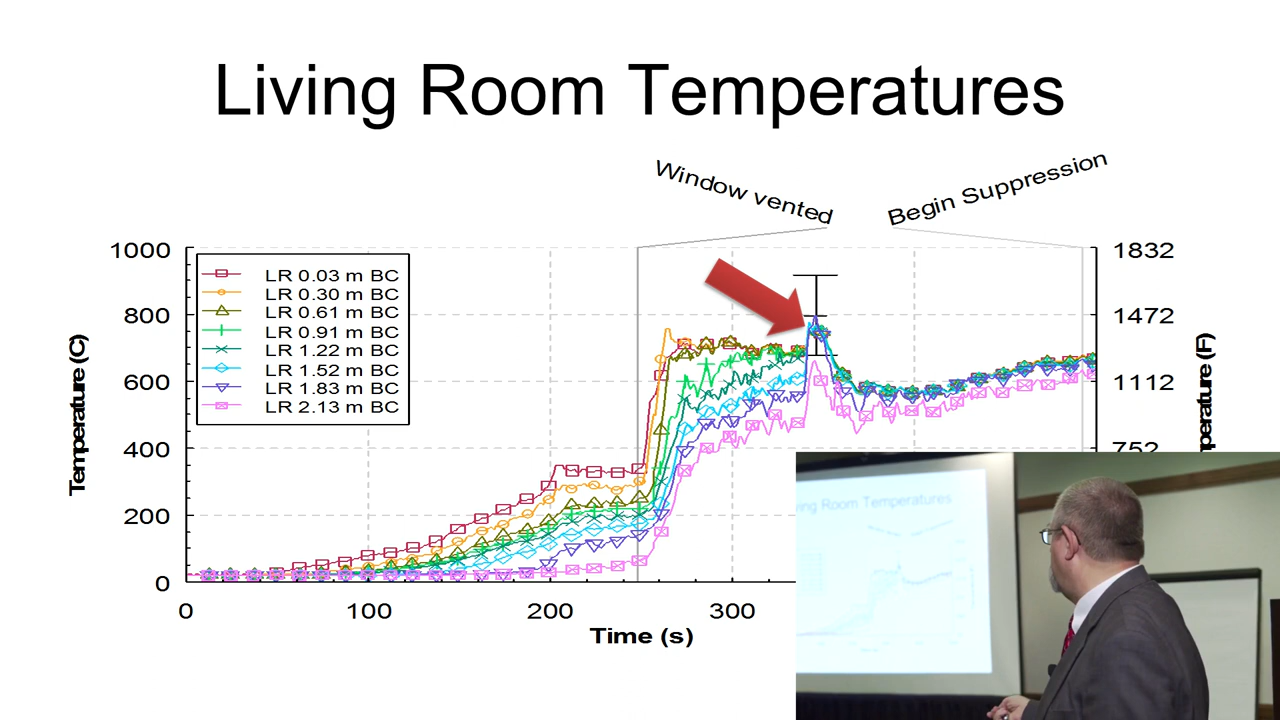 Living Room Temperatures
Window vented
Begin Suppression
1000
800
600
400
200
0
LR 0.03 m BC
LR 0.30 m BC
LR 0.61 m BC
LR 0.91 m BC
LR 1.22 m BC
LR 1.52 m BC
LR 1.83 m BC
LR 2.13 m BC
1832
1472
1112
752
Temperature (C)
perature (F)
0
100
200
300
Time (s)
ving Room Temperatures